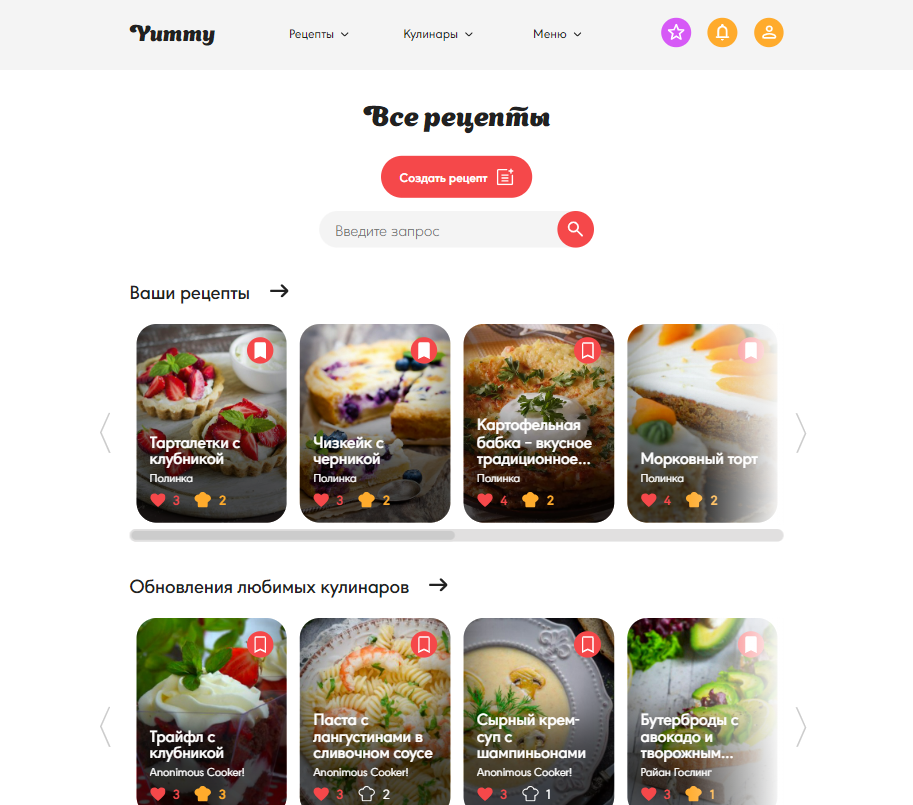 Yummy
Рецепты
Кулинары
Меню
Все рецепты
Создать рецепт
Введите запрос
Ваши рецепты
Тарталетки с
клубникой
Полинка
3 2
Чизкейк с
черникой
Полинка
3 2
Картофельная
бабка – вкусное
традиционное...
Полинка
4 2
Морковный торт
Полинка
4 2
Обновления любимых кулинаров
Трайфл с
клубникой
Anonimous Cooker!
3 3
Паста с
лангустинами в
сливочном соусе
Anonimous Cooker!
3 2
Сырный крем-
суп с
шампиньонами
Anonimous Cooker!
3 1
Бутерброды с
авокадо и
творожным...
Райан Гослинг
3 1